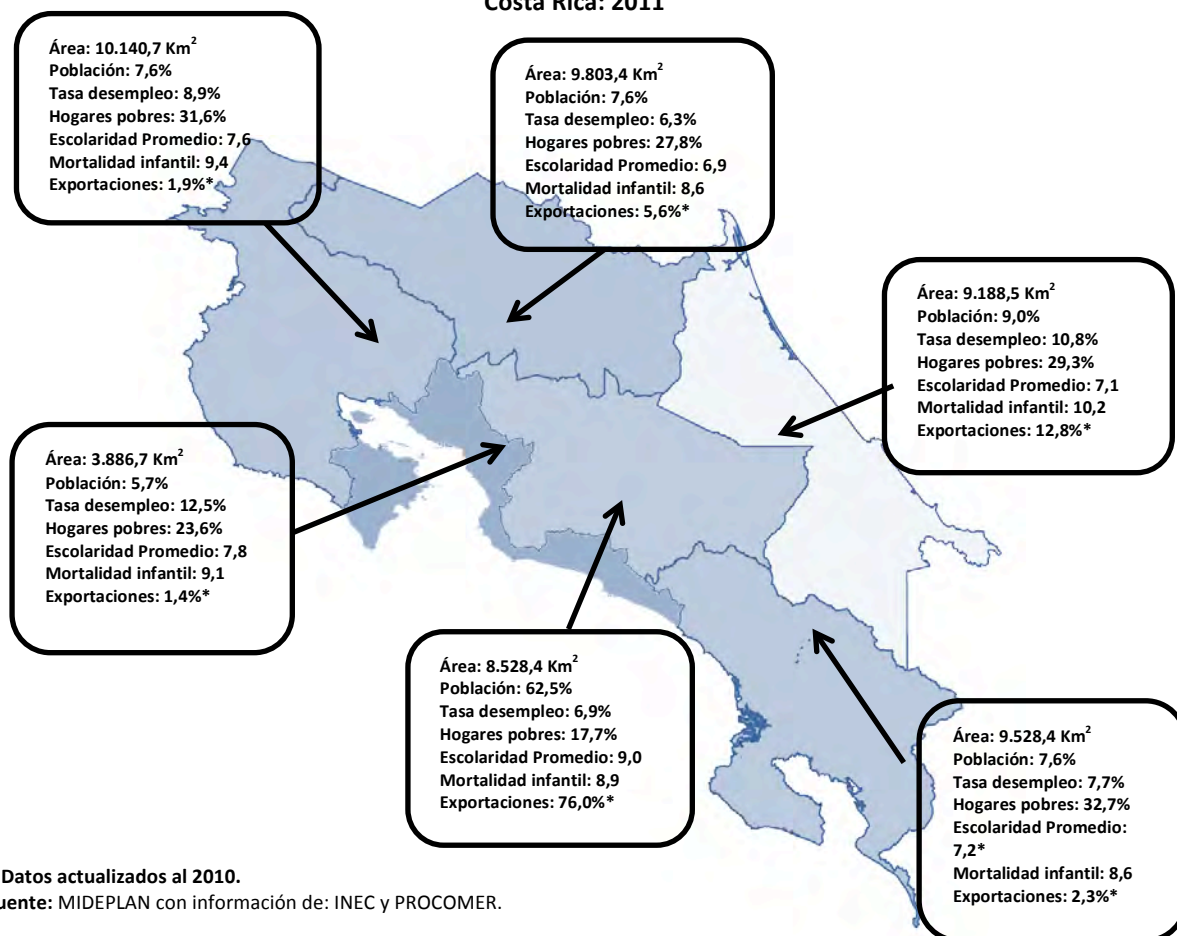 Costa Rica: 2011
Área: 10.140,7 Km²
Población: 7,6%
Tasa desempleo: 8,9%
Hogares pobres: 31,6%
Escolaridad Promedio: 7,6
Mortalidad infantil: 9,4
Exportaciones: 1,9%*
Área: 9.803,4 Km²
Población: 7,6%
Tasa desempleo: 6,3%
Hogares pobres: 27,8%
Escolaridad Promedio: 6,9
Mortalidad infantil: 8,6
Exportaciones: 5,6%*
Área: 9.188,5 Km²
Población: 9,0%
Tasa desempleo: 10,8%
Hogares pobres: 29,3%
Escolaridad Promedio: 7,1
Mortalidad infantil: 10,2
Exportaciones: 12,8%*
Área: 3.886,7 Km²
Población: 5,7%
Tasa desempleo: 12,5%
Hogares pobres: 23,6%
Escolaridad Promedio: 7,8
Mortalidad infantil: 9,1
Exportaciones: 1,4%*
Área: 8.528,4 Km²
Población: 62,5%
Tasa desempleo: 6,9%
Hogares pobres: 17,7%
Escolaridad Promedio: 9,0
Mortalidad infantil: 8,9
Exportaciones: 76,0%*
Área: 9.528,4 Km²
Población: 7,6%
Tasa desempleo: 7,7%
Hogares pobres: 32,7%
Escolaridad Promedio:
7,2*
Mortalidad infantil: 8,6
Exportaciones: 2,3%*
Datos actualizados al 2010.
uente: MIDEPLAN con información de: INEC y PROCOMER.